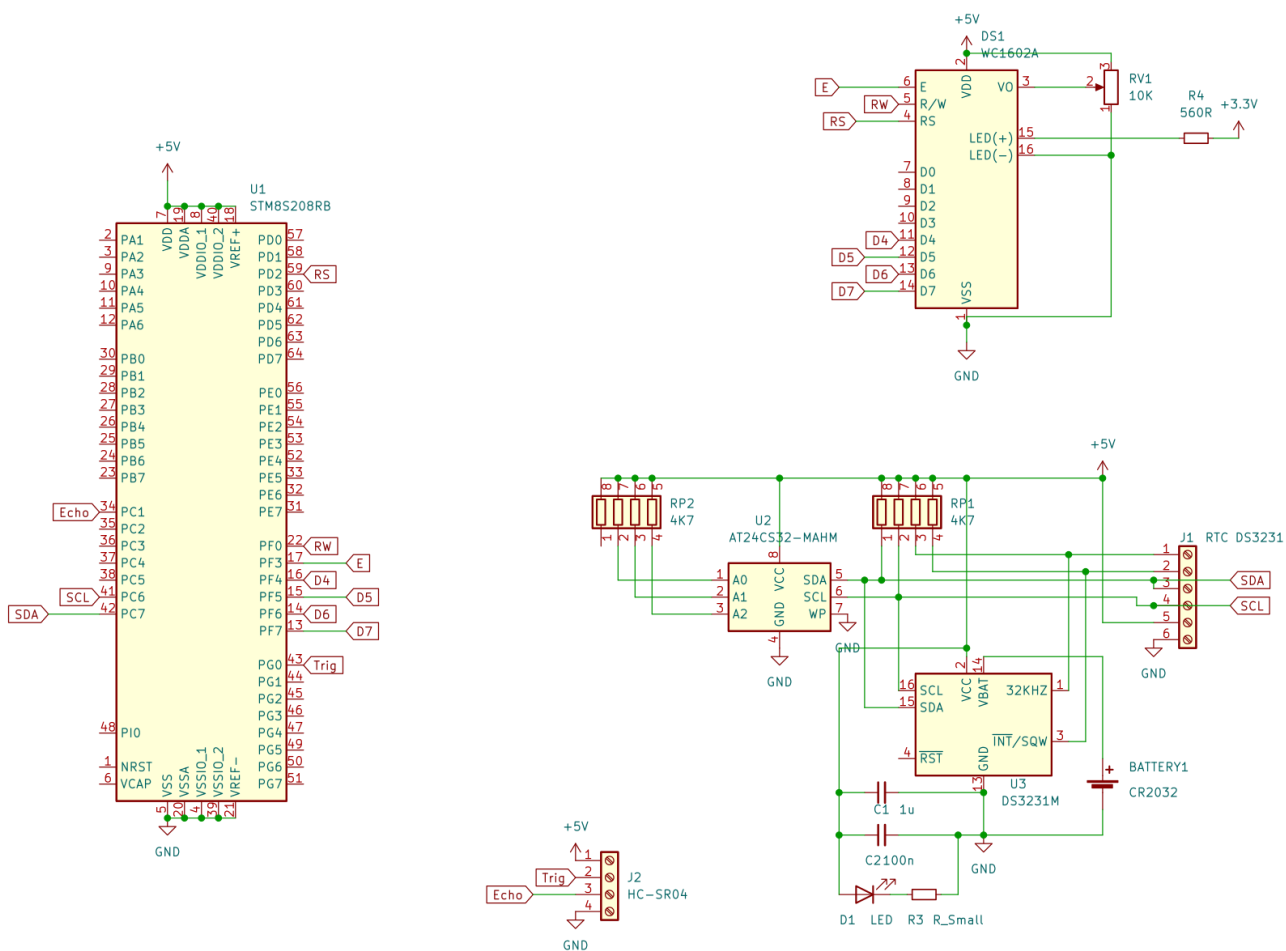 +5V
U1
STM8S208RB
7
19
8
40
18
VDD
VDDA
VDDIO_1
VDDIO_2
VREF+
2 PA1
3 PA2
9 PA3
10 PA4
11 PA5
12 PA6
30 PB0
29 PB1
28 PB2
27 PB3
26 PB4
25 PB5
24 PB6
23 PB7
Echo 34 PC1
35 PC2
36 PC3
37 PC4
38 PC5
SCL 41 PC6
SDA 42 PC7
48 PI0
1 NRST
6 VCAP
PD0 57
PD1 58
PD2 59 RS
PD3 60
PD4 61
PD5 62
PD6 63
PD7 64
PE0 56
PE1 55
PE2 54
PE3 53
PE4 52
PE5 33
PE6 32
PE7 31
PF0 22 RW
PF3 17 E
PF4 16 D4
PF5 15 D5
PF6 14 D6
PF7 13 D7
PG0 43 Trig
PG1 44
PG2 45
PG3 46
PG4 47
PG5 49
PG6 50
PG7 51
VSS
VSSA
VSSIO_1
VSSIO_2
VREF-
5
20
4
39
21
GND
+5V
DS1
WC1602A
2
VDD
E 6 E
RW 5 R/W
RS 4 RS
7 D0
8 D1
9 D2
10 D3
D4 11 D4
D5 12 D5
D6 13 D6
D7 14 D7
VO 3
LED(+) 15
LED(-) 16
VSS
1
GND
3
2
1
RV1
10K
R4
560R
+3.3V
+5V
8 7 6 5
RP2
4K7
1 2 3 4
8 7 6 5
RP1
4K7
1 2 3 4
U2
AT24CS32-MAHM
8
VCC
1 A0
2 A1
3 A2
SDA 5
SCL 6
WP 7
GND
4
GND
GND
J1 RTC DS3231
1
2
3
4
5
6
SDA
SCL
GND
2
VCC
14
VBAT
16 SCL
15 SDA
4 RST
32KHZ 1
INT/SQW 3
GND
13
U3
DS3231M
BATTERY1
+
CR2032
C1 1u
C2 100n
GND
D1 LED
R3 R_Small
+5V
1
Trig 2
Echo 3
4
J2
HC-SR04
GND